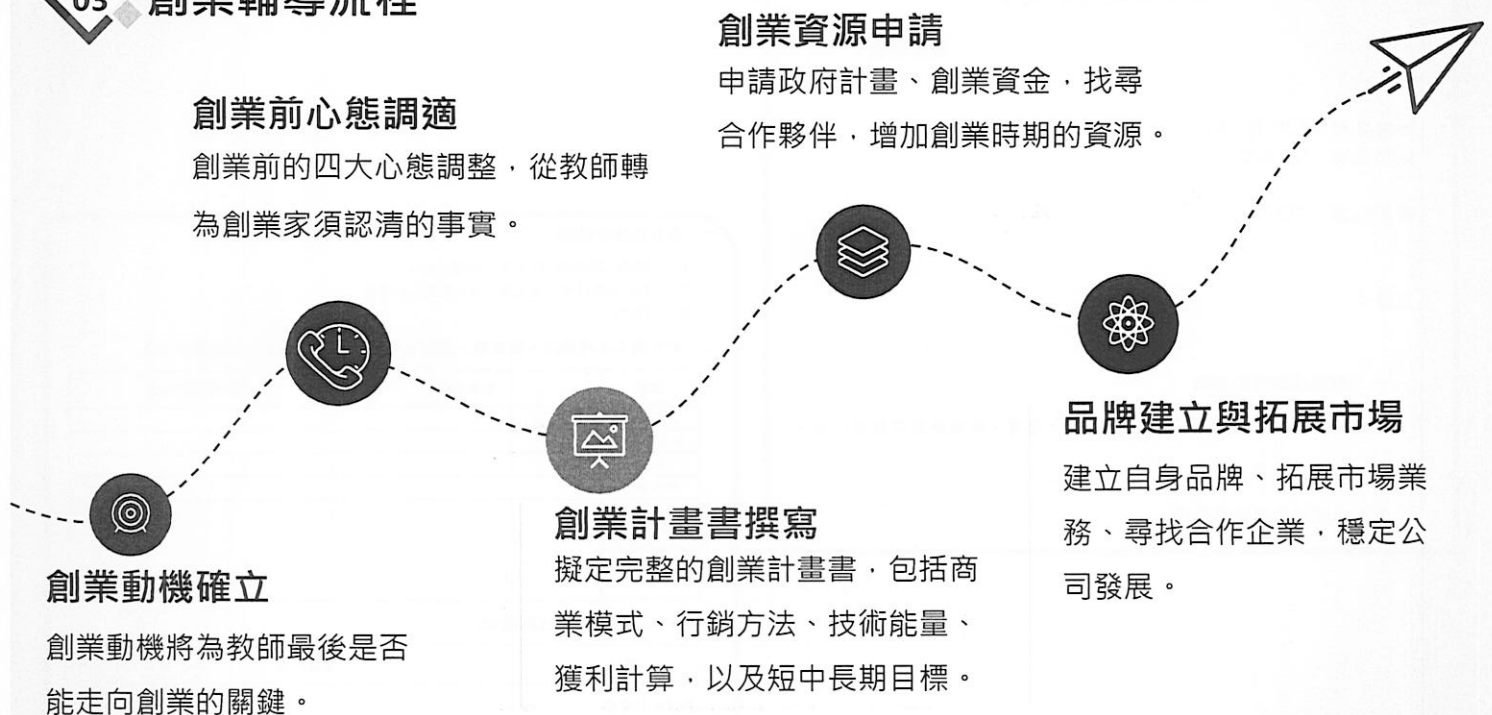 03 創業輔導流程
創業資源申請
申請政府計畫、創業資金，找尋
合作夥伴，增加創業時期的資源。
創業前心態調適
創業前的四大心態調整，從教師轉
為創業家須認清的事實。
品牌建立與拓展市場
建立自身品牌、拓展市場業
務、尋找合作企業，穩定公
司發展。
創業計畫書撰寫
擬定完整的創業計畫書，包括商
業模式、行銷方法、技術能量、
獲利計算，以及短中長期目標。
創業動機確立
創業動機將為教師最後是否
能走向創業的關鍵。